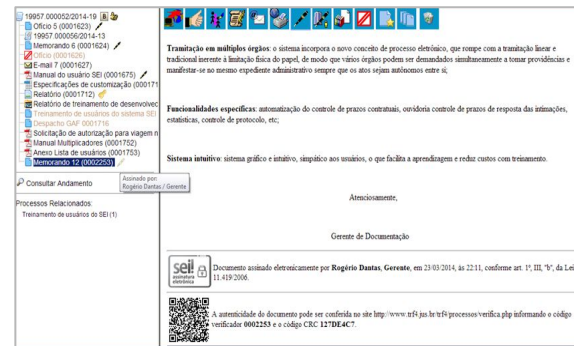 19957.000052/2014-19
Ofício 5 (0001623)
19957.000056/2014-13
Memorando 6 (0001624)
Ofício (0001626)
E-mail 7 (0001627)
Manual do usuário SEI (0001675)
Especificações de customização (000171
Relatório (0001712)
Relatório de treinamento de desenvolvec
Treinamento de usuários do sistema SEI
Despacho GAF 0001716
Solicitação de autorização para viagem n
Manual Multiplicadores (0001752)
Anexo Lista de usuários (0001753)
Memorando 12 (0002253)
Assinado por:
Rogério Dantas / Gerente
Consultar Andamento
Processos Relacionados:
Treinamento de usuários do SEI (1)
Tramitação em múltiplos órgãos: o sistema incorpora o novo conceito de processo eletrônico, que rompe com a tramitação linear e
tradicional inerente à limitação física do papel, de modo que vários órgãos podem ser demandados simultaneamente a tomar providências e
manifestar-se no mesmo expediente administrativo sempre que os atos sejam autônomos entre si;
Funcionalidades específicas: automatização do controle de prazos contratuais, ouvidoria controle de prazos de resposta das intimações,
estatísticas, controle de protocolo, etc;
Sistema intuitivo: sistema gráfico e intuitivo, simpático aos usuários, o que facilita a aprendizagem e reduz custos com treinamento.
Atenciosamente,
Gerente de Documentação
sei!
assinatura
eletrônica
Documento assinado eletronicamente por Rogério Dantas, Gerente, em 23/03/2014, às 22:11, conforme art. 1º, III, "b", da Lei
11.419/2006.
A autenticidade do documento pode ser conferida no site http://www.trf4.jus.br/trf4/processos/verifica.php informando o código
verificador 0002253 e o código CRC 127DE4C7.